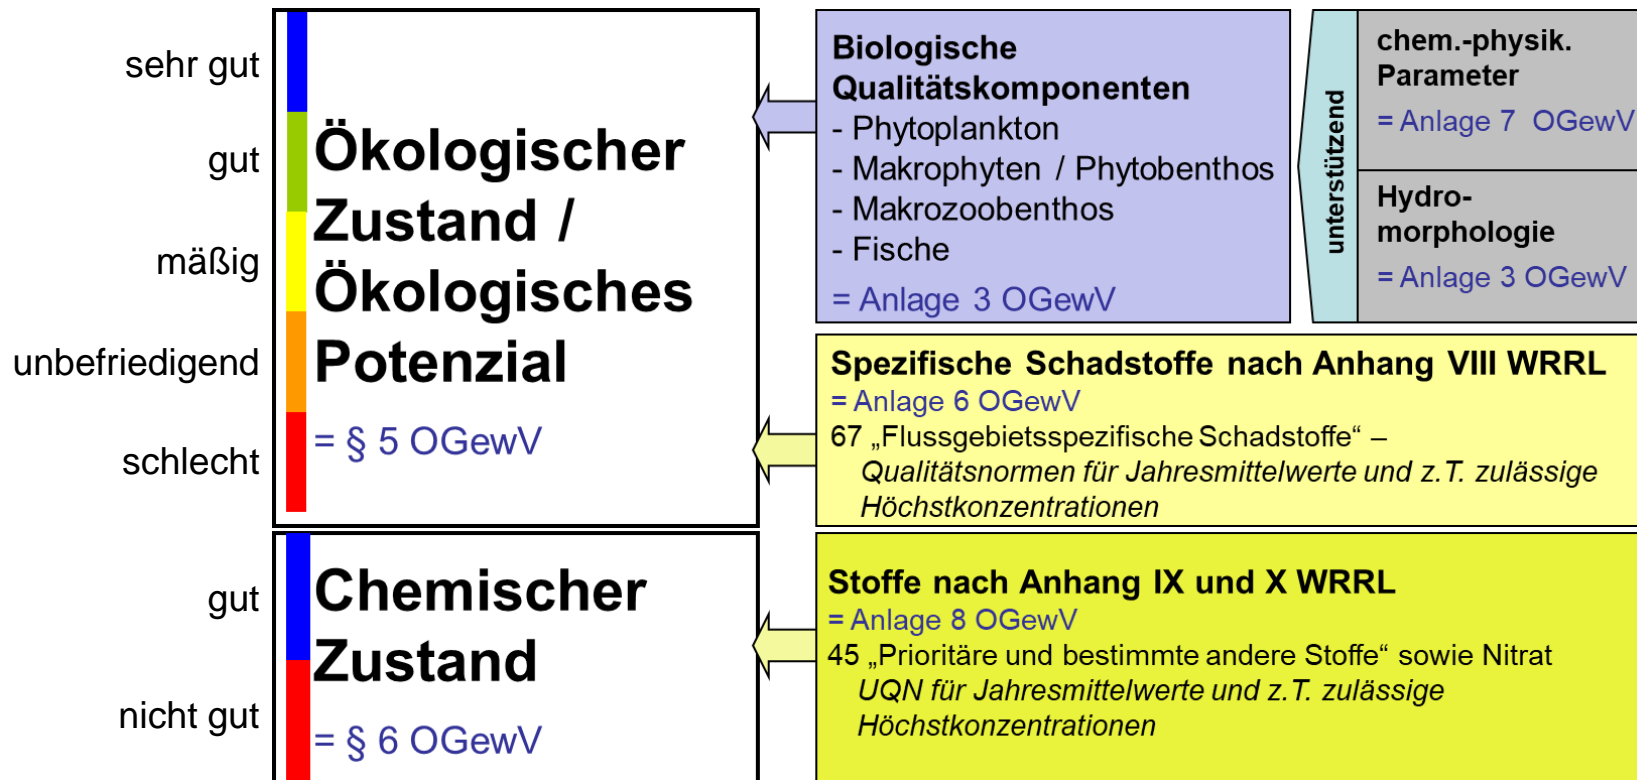 sehr gut
gut
mäßig
unbefriedigend
schlecht
Ökologischer
Zustand /
Ökologisches
Potenzial
= § 5 OGewV
Biologische
Qualitätskomponenten
- Phytoplankton
- Makrophyten / Phytobenthos
- Makrozoobenthos
- Fische
= Anlage 3 OGewV
unterstützend
chem.-physik.
Parameter
= Anlage 7 OGewV
Hydro-
morphologie
= Anlage 3 OGewV
Spezifische Schadstoffe nach Anhang VIII WRRL
= Anlage 6 OGewV
67 „Flussgebietsspezifische Schadstoffe“ –
Qualitätsnormen für Jahresmittelwerte und z.T. zulässige
Höchstkonzentrationen
gut
nicht gut
Chemischer
Zustand
= § 6 OGewV
Stoffe nach Anhang IX und X WRRL
= Anlage 8 OGewV
45 „Prioritäre und bestimmte andere Stoffe“ sowie Nitrat
UQN für Jahresmittelwerte und z.T. zulässige
Höchstkonzentrationen